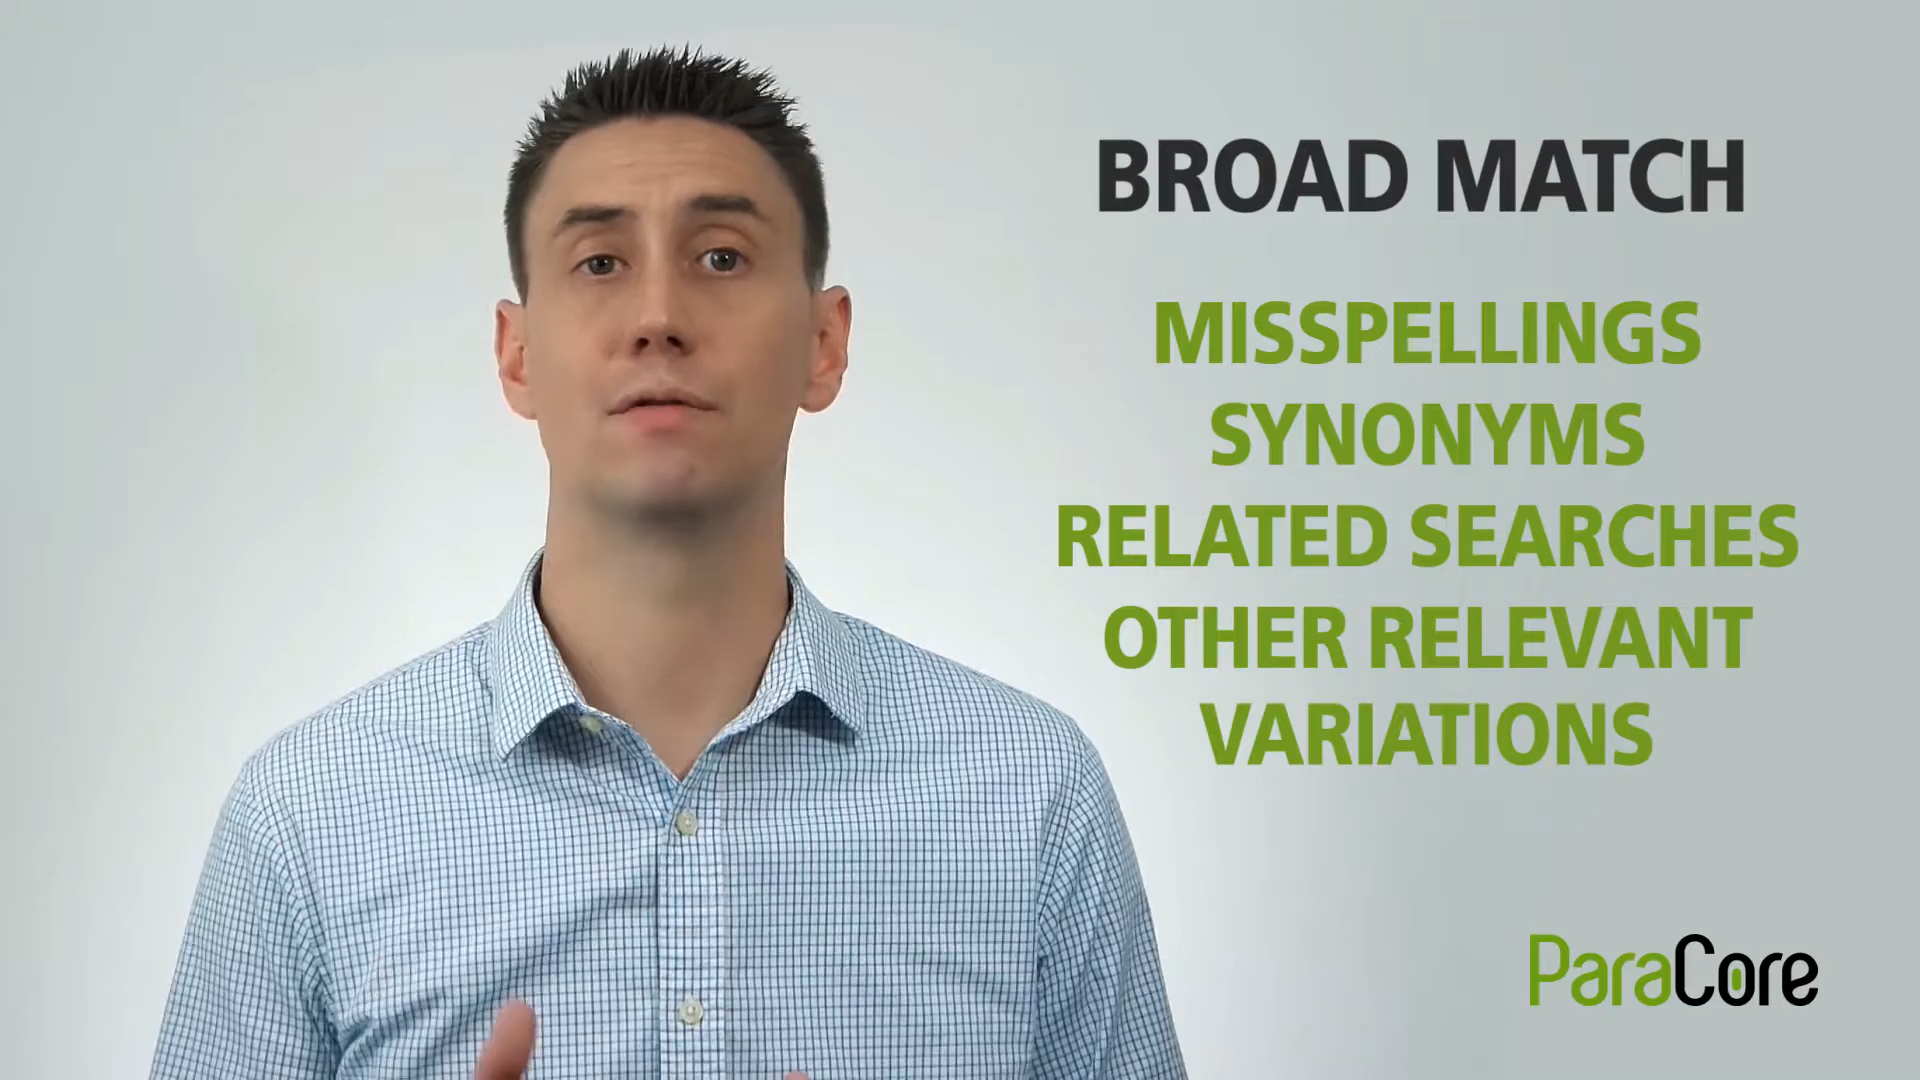 BROAD MATCH
MISSPELLINGS
SYNONYMS
RELATED SEARCHES
OTHER RELEVANT
VARIATIONS
ParaCore